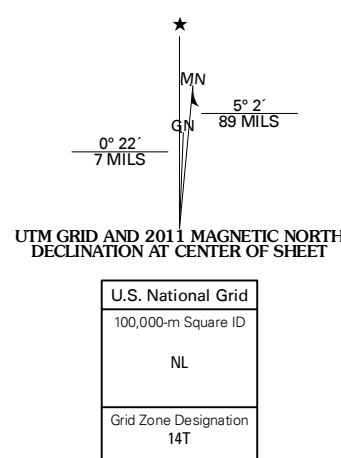 ★
MN
5° 2´
89 MILS
GN
0° 22´
7 MILS
UTM GRID AND 2011 MAGNETIC NORTH
DECLINATION AT CENTER OF SHEET
U.S. National Grid
100,000-m Square ID
NL
Grid Zone Designation
14T